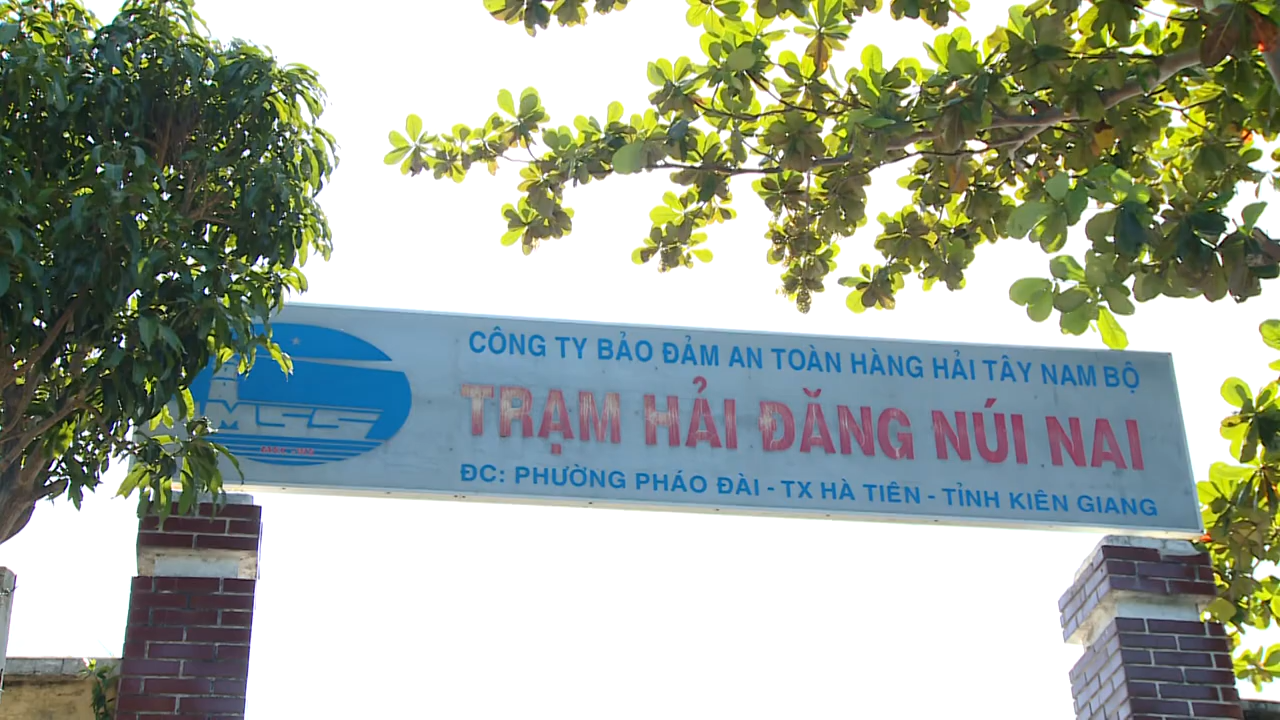 CÔNG TY BẢO ĐẢM AN TOÀN HÀNG HẢI TÂY NAM BỘ
TRẠM HẢI ĐĂNG NÚI NAI
ĐC: PHƯỜNG PHÁO ĐÀI - TX HÀ TIÊN - TỈNH KIÊN GIANG
MSS